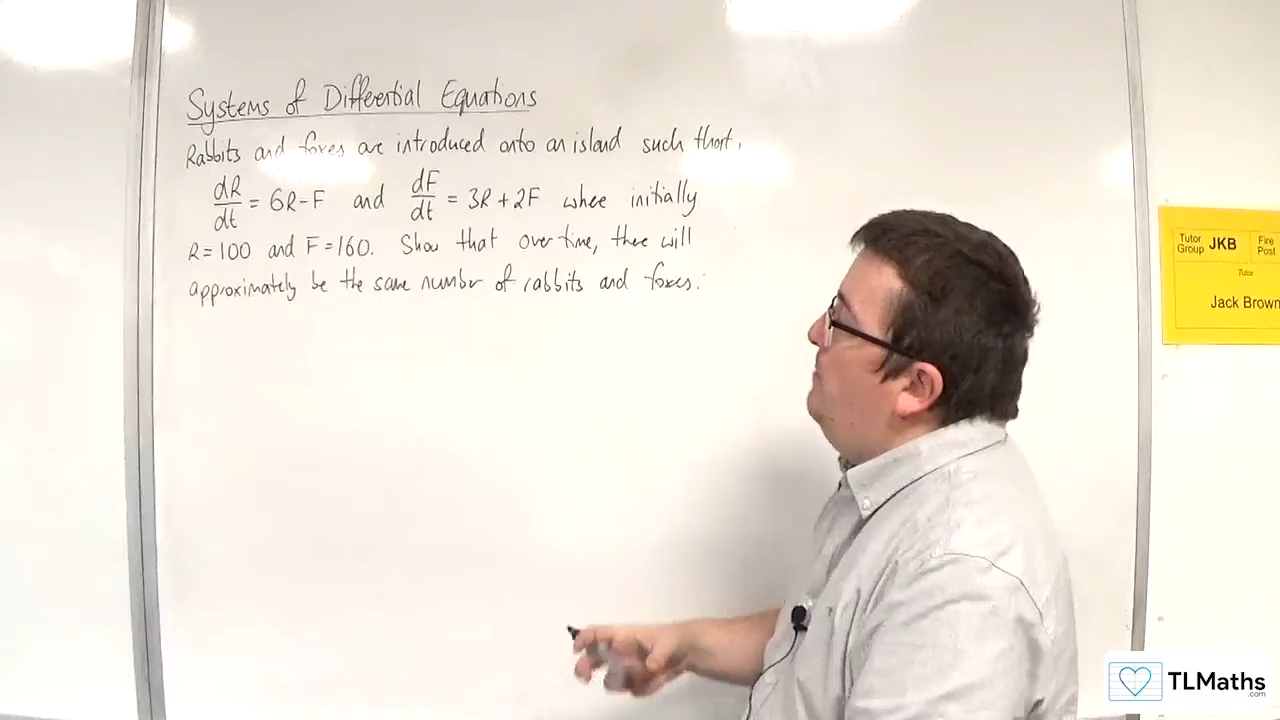 Systems of Differential Equations
Rabbits and foxes are introduced onto an island such that,
dR/dt = 6R - F and dF/dt = 3R + 2F where initially
R = 100 and F = 160. Show that over time, there will
approximately be the same number of rabbits and foxes.
Tutor Group JKB Fire Post
Tutor
Jack Brown
TLMaths
.com